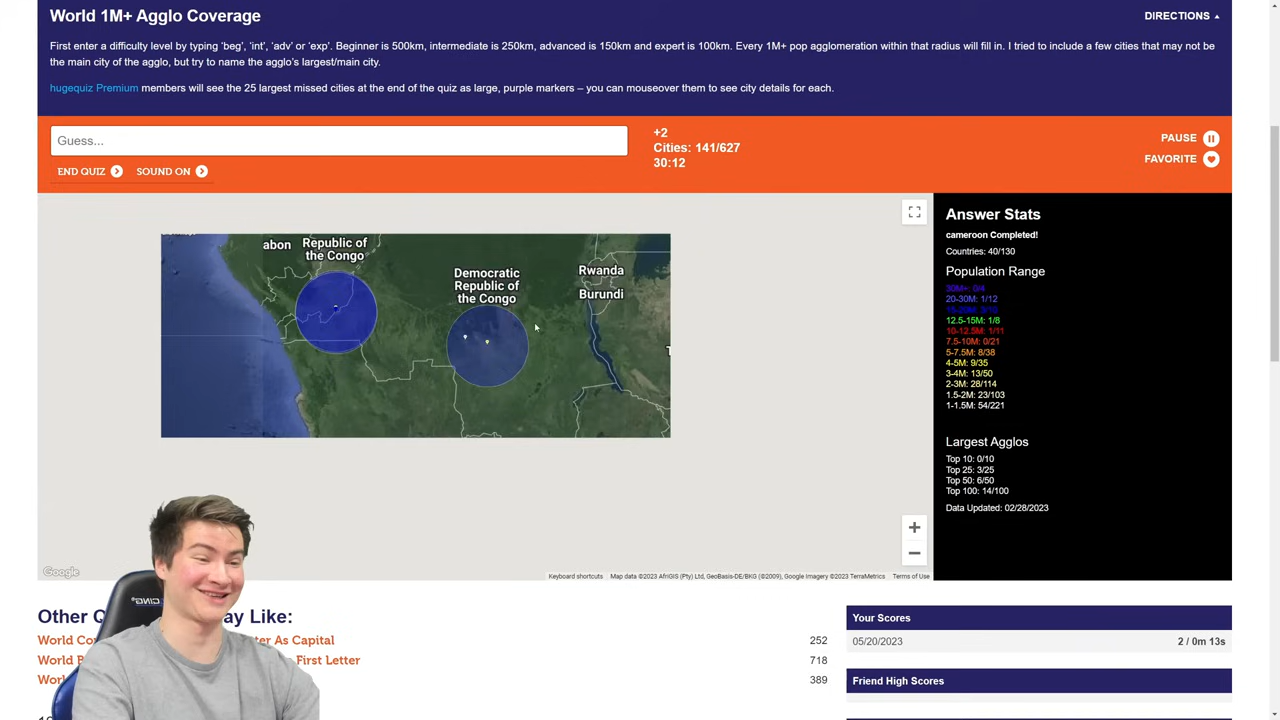 World 1M+ Agglo Coverage
DIRECTIONS
First enter a difficulty level by typing 'beg', 'int', 'adv' or 'exp'. Beginner is 500km, intermediate is 250km, advanced is 150km and expert is 100km. Every 1M+ pop agglomeration within that radius will fill in. I tried to include a few cities that may not be
the main city of the agglo, but try to name the agglo's largest/main city.
hugequiz Premium members will see the 25 largest missed cities at the end of the quiz as large, purple markers – you can mouseover them to see city details for each.
Guess...
+2
Cities: 141/627
30:12
PAUSE
FAVORITE
END QUIZ
SOUND ON
abon
Republic of
the Congo
Democratic
Republic of
the Congo
Rwanda
Burundi
T
Google
Keyboard shortcuts
Map data ©2023 AfriGIS (Pty) Ltd, GeoBasis-DE/BKG (©2009), Google Imagery ©2023 TerraMetrics
Terms of Use
Answer Stats
cameroon Completed!
Countries: 40/130
Population Range
30M+: 0/4
20-30M: 1/12
12.5-15M: 1/8
10-12.5M: 1/11
7.5-10M: 0/21
5-7.5M: 8/38
4-5M: 9/35
3-4M: 13/50
2-3M: 28/114
1.5-2M: 23/103
1-1.5M: 54/221
Largest Agglos
Top 10: 0/10
Top 25: 3/25
Top 50: 6/50
Top 100: 14/100
Data Updated: 02/28/2023
Other Q ay Like:
World Co ter As Capital
252
World B First Letter
718
Worl
389
Your Scores
05/20/2023
2 / 0m 13s
Friend High Scores